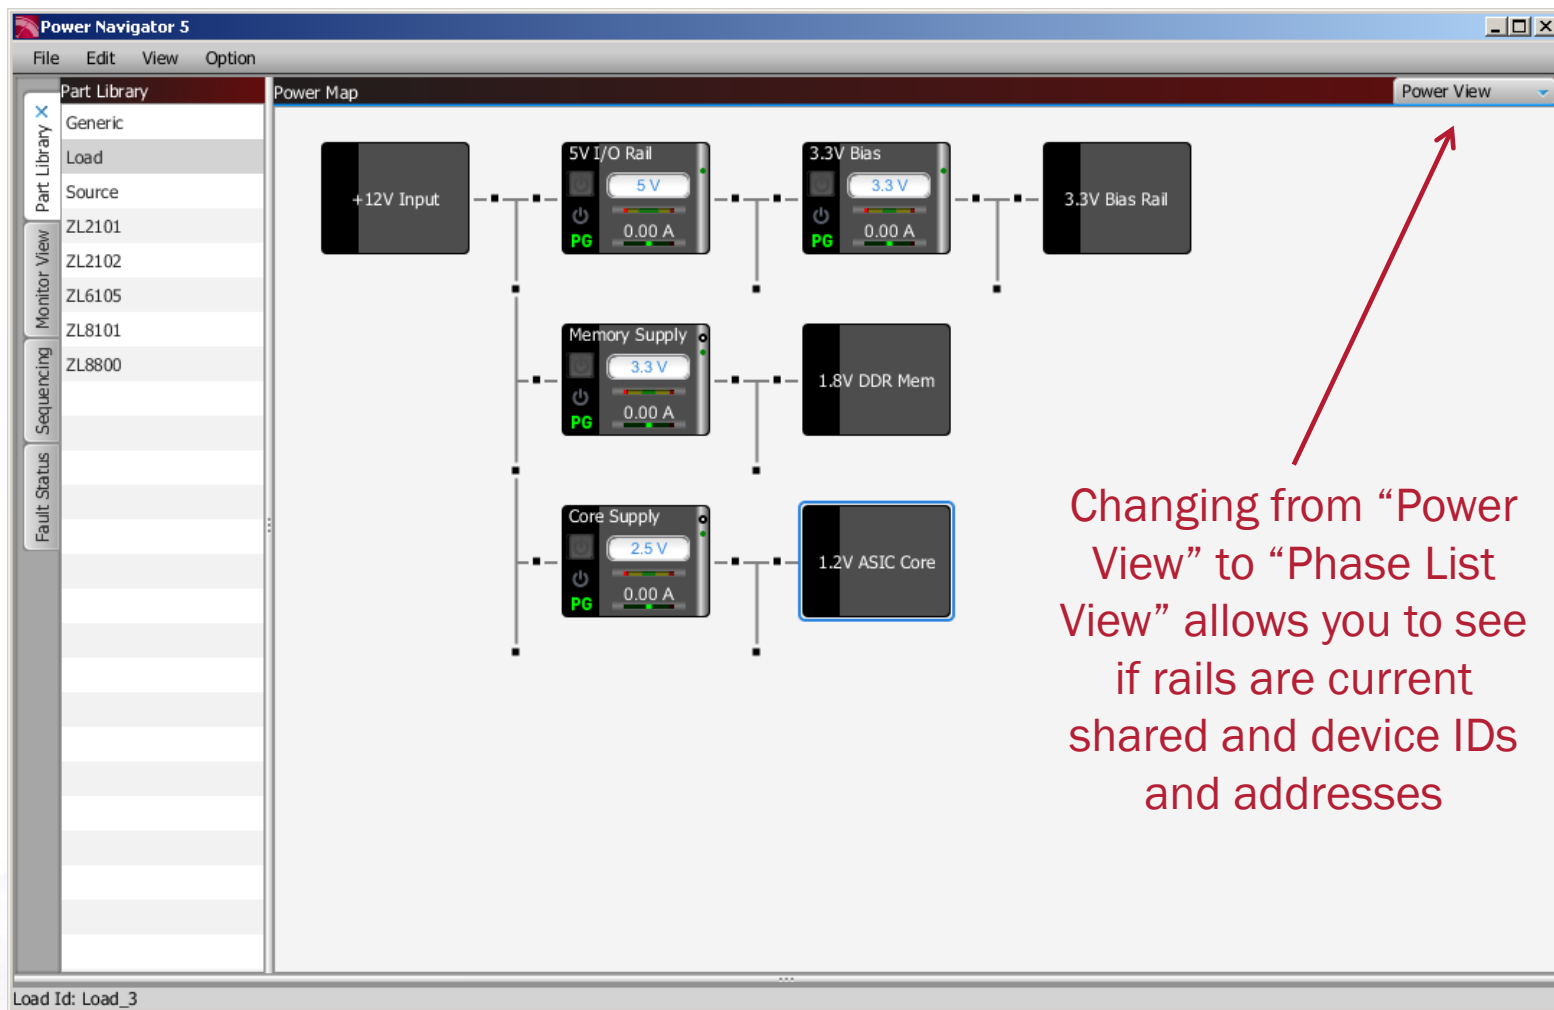 Power Navigator 5
File Edit View Option
Part Library
Power Map
Power View
Part Library
Monitor View
Sequencing
Fault Status
Generic
Load
Source
ZL2101
ZL2102
ZL6105
ZL8101
ZL8800
+12V Input
5V I/O Rail
5 V
0.00 A
PG
3.3V Bias
3.3 V
0.00 A
PG
3.3V Bias Rail
Memory Supply
3.3 V
0.00 A
PG
1.8V DDR Mem
Core Supply
2.5 V
0.00 A
PG
1.2V ASIC Core
Changing from “Power
View” to “Phase List
View” allows you to see
if rails are current
shared and device IDs
and addresses
Load Id: Load_3